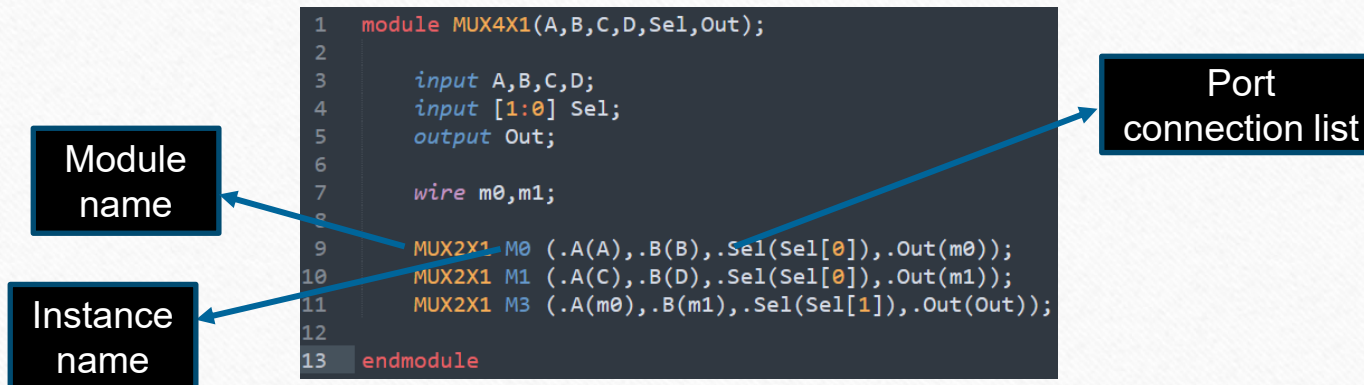 1 module MUX4X1(A,B,C,D,Sel,Out);
2
3 input A,B,C,D;
4 input [1:0] Sel;
5 output Out;
6
7 wire m0,m1;
8
9 MUX2X1 M0 (.A(A),.B(B),.Sel(Sel[0]),.Out(m0));
10 MUX2X1 M1 (.A(C),.B(D),.Sel(Sel[0]),.Out(m1));
11 MUX2X1 M3 (.A(m0),.B(m1),.Sel(Sel[1]),.Out(Out));
12
13 endmodule
Module
name
Instance
name
Port
connection list